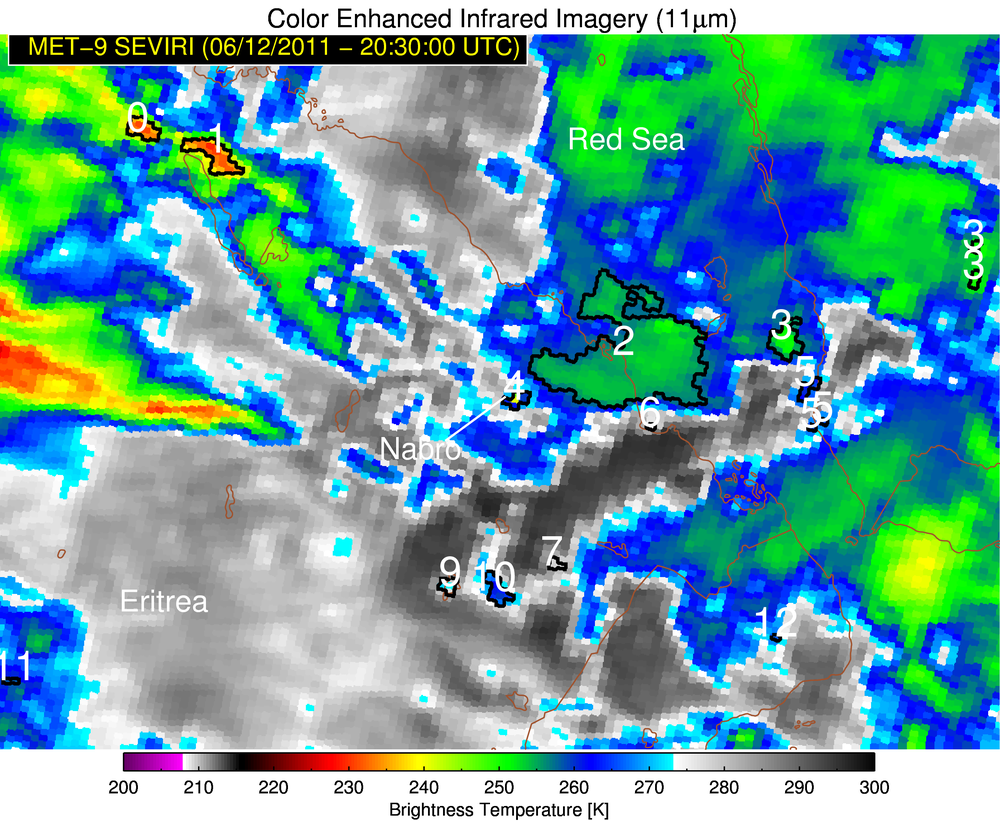 Color Enhanced Infrared Imagery (11μm)
MET−9 SEVIRI (06/12/2011 − 20:30:00 UTC)
0
1
Red Sea
3
3
3
2
4
5
6
5
5
Nabro
7
9
10
Eritrea
12
11
200 210 220 230 240 250 260 270 280 290 300
Brightness Temperature [K]